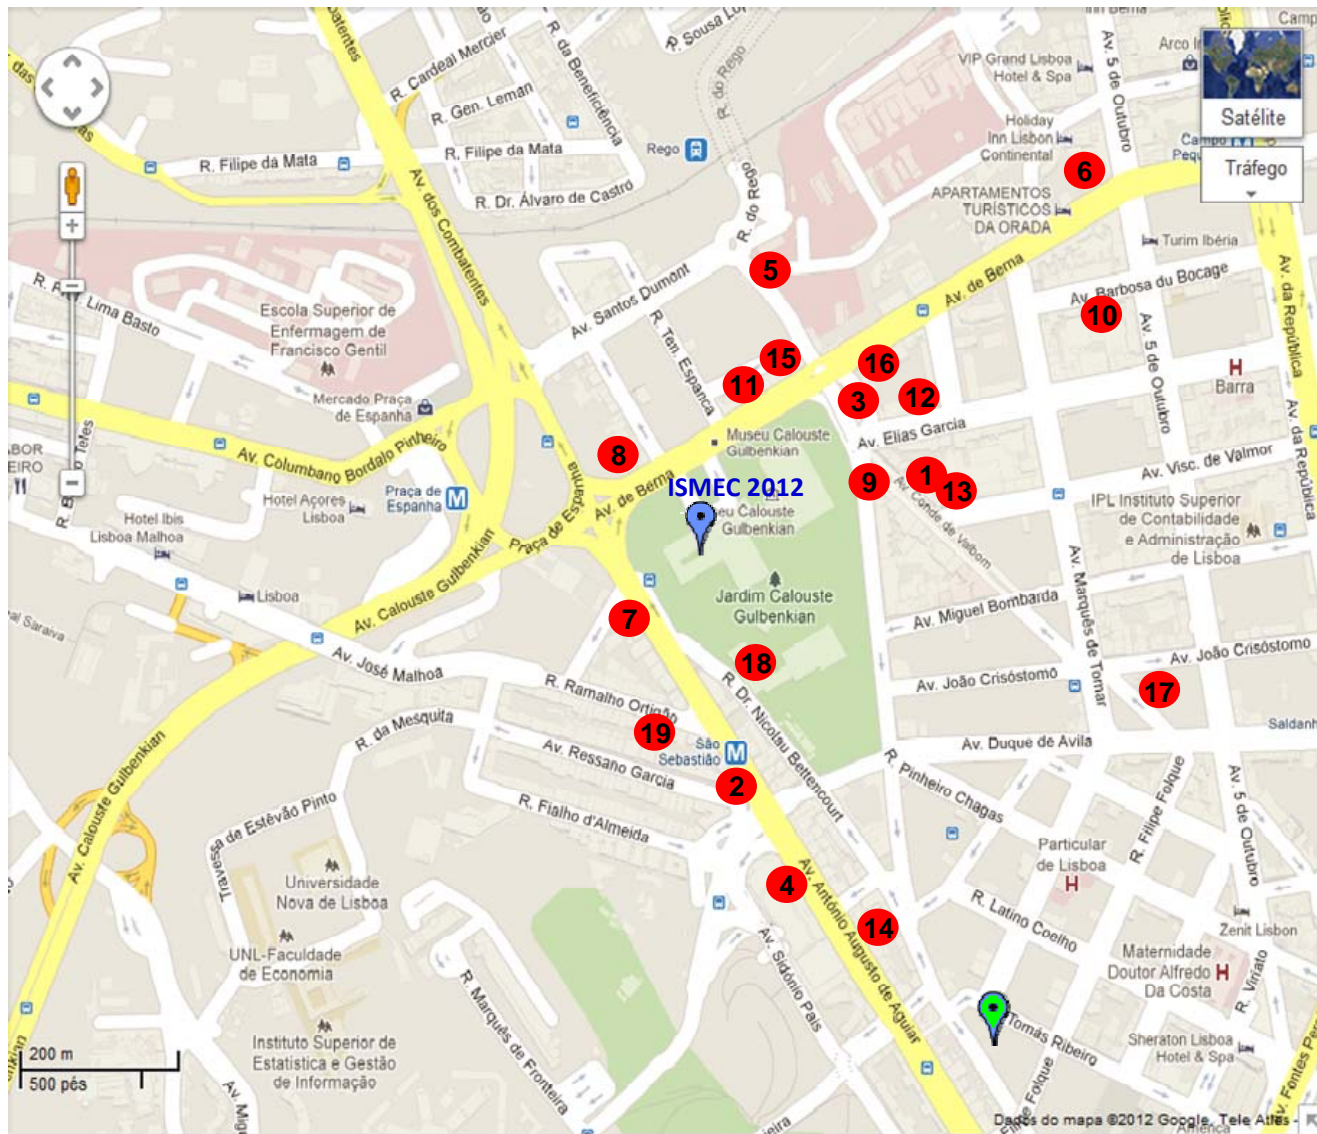 R. Sousa Lo
Inn Berna
Camp
Av. dos Combatentes
R. Cardeal Mercier
R. da Beneficência
R. do Rego
VIP Grand Lisboa
Hotel & Spa
Av. 5 de Outubro
Arco In
Satélite
R. Gen. Leman
Holiday
Inn Lisbon
Continental
Campo
Pequ
R. Filipe da Mata
R. Filipe da Mata
Rego
Tráfego
6
R. Dr. Álvaro de Castro
R. do Rego
APARTAMENTOS
TURÍSTICOS
DA ORADA
Turim Ibéria
5
Av. dos Combatentes
Av. de Berna
Av. Barbosa du Bocage
Av. da República
Lima Basto
Escola Superior de
Enfermagem de
Francisco Gentil
Av. Santos Dumont
R. Ten. Espanca
10
Av. 5 de Outubro
15
16
11
12
3
Barra
Mercado Praça
de Espanha
Av. Elias Garcia
Museu Calouste
Gulbenkian
Av. da República
Av. Columbano Bordalo Pinheiro
8
Av. Visc. de Valmor
Praça de
Espanha
M
Praça de Espanha
Av. de Berna
ISMEC 2012
9
1
13
Av. Conde de Valbom
Hotel Açores
Lisboa
Calouste
Gulbenkian
IPL Instituto Superior
de Contabilidade
e Administração
de Lisboa
Hotel Ibis
Lisboa Malhoa
Av. Marquês de Tomar
Lisboa
Av. Calouste Gulbenkian
Jardim Calouste
Gulbenkian
Av. Miguel Bombarda
7
Saraiva
Av. José Malhoa
18
Av. João Crisóstomo
Av. João Crisóstomo
R. Ramalho Ortigão
R. Dr. Nicolau Bettencourt
17
R. da Mesquita
19
Saldanh
Av. Ressano Garcia
São
Sebastião
M
Av. Duque de Ávila
2
R. Pinheiro Chagas
R. Filipe Folque
Av. 5 de Outubro
Av. Calouste Gulbenkian
Travessa de Estêvão Pinto
R. Fialho d'Almeida
Particular
de Lisboa
Universidade
Nova de Lisboa
4
Av. António Augusto de Aguiar
R. Latino Coelho
14
Zenit Lisbon
UNL-Faculdade
de Economia
Av. Sidónio Pais
Maternidade
Doutor Alfredo
Da Costa
R. Viriato
R. Marquês de Fronteira
Tomás Ribeiro
Instituto Superior de
Estatística e Gestão
de Informação
Sheraton Lisboa
Hotel & Spa
200 m
500 pés
Folque
Av. Fontes Pe
Dados do mapa ©2012 Google, Tele Atlas -